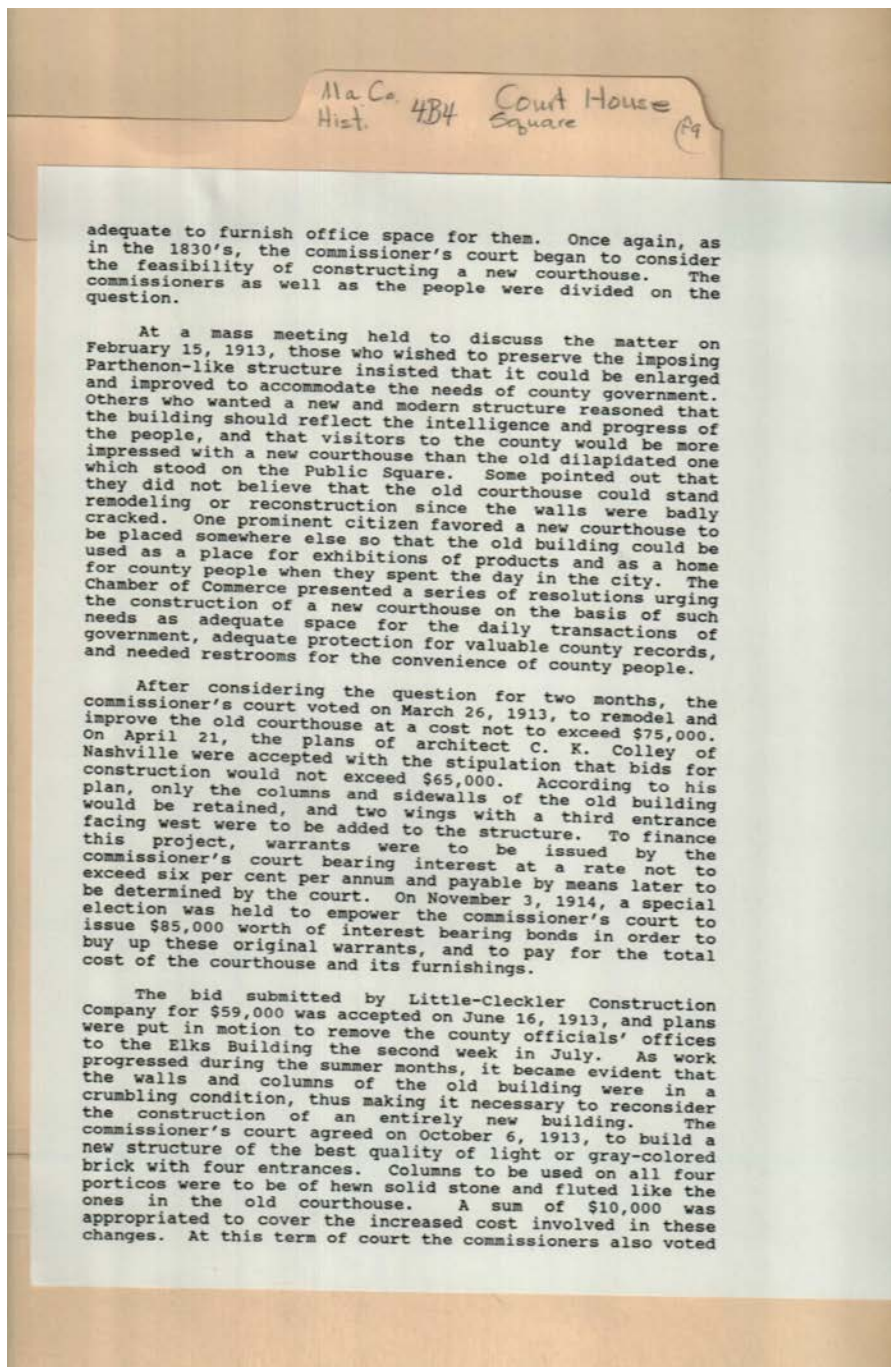 Ma. Co. 4B4 Court House
Hist. Square
adequate to furnish office space for them. Once again, as
in the 1830's, the commissioner's court began to consider
the feasibility of constructing a new courthouse. The
commissioners as well as the people were divided on the
question.
At a mass meeting held to discuss the matter on
February 15, 1913, those who wished to preserve the imposing
Parthenon-like structure insisted that it could be enlarged
and improved to accommodate the needs of county government.
Others who wanted a new and modern structure reasoned that
the building should reflect the intelligence and progress of
the people, and that visitors to the county would be more
impressed with a new courthouse than the old dilapidated one
which stood on the Public Square. Some pointed out that
they did not believe that the old courthouse could stand
remodeling or reconstruction since the walls were badly
cracked. One prominent citizen favored a new courthouse to
be placed somewhere else so that the old building could be
used as a place for exhibitions of products and as a home
for county people when they spent the day in the city. The
Chamber of Commerce presented a series of resolutions urging
the construction of a new courthouse on the basis of such
needs as adequate space for the daily transactions of
government, adequate protection for valuable county records,
and needed restrooms for the convenience of county people.
After considering the question for two months, the
commissioner's court voted on March 26, 1913, to remodel and
improve the old courthouse at a cost not to exceed $75,000.
On April 21, the plans of architect C. K. Colley of
Nashville were accepted with the stipulation that bids for
construction would not exceed $65,000. According to his
plan, only the columns and sidewalls of the old building
would be retained, and two wings with a third entrance
facing west were to be added to the structure. To finance
this project, warrants were to be issued by the
commissioner's court bearing interest at a rate not to
exceed six per cent per annum and payable by means later to
be determined by the court. On November 3, 1914, a special
election was held to empower the commissioner's court to
issue $85,000 worth of interest bearing bonds in order to
buy up these original warrants, and to pay for the total
cost of the courthouse and its furnishings.
The bid submitted by Little-Cleckler Construction
Company for $59,000 was accepted on June 16, 1913, and plans
were put in motion to remove the county officials' offices
to the Elks Building the second week in July. As work
progressed during the summer months, it became evident that
the walls and columns of the old building were in a
crumbling condition, thus making it necessary to reconsider
the construction of an entirely new building. The
commissioner's court agreed on October 6, 1913, to build a
new structure of the best quality of light or gray-colored
brick with four entrances. Columns to be used on all four
porticos were to be of hewn solid stone and fluted like the
ones in the old courthouse. A sum of $10,000 was
appropriated to cover the increased cost involved in these
changes. At this term of court the commissioners also voted